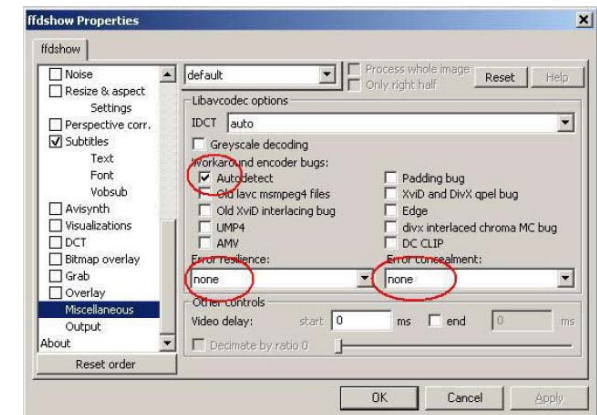 ffdshow Properties
ffdshow
Noise
Resize & aspect
Settings
Perspective corr.
Subtitles
Text
Font
Vobsub
Avisynth
Visualizations
DCT
Bitmap overlay
Grab
Overlay
Miscellaneous
Output
About
Reset order
default
Process whole image
Only right half
Reset
Help
Libavcodec options
IDCT auto
Greyscale decoding
Workaround encoder bugs:
Autodetect
Padding bug
Old lavc msmpeg4 files
XviD and DivX qpel bug
Old XviD interlacing bug
Edge
UMP4
divx interlaced chroma MC bug
AMV
DC CLIP
Error resilience:
Error concealment:
none
none
Other controls
Video delay: start 0 ms end 0 ms
Decimate by ratio 0
OK
Cancel
Apply